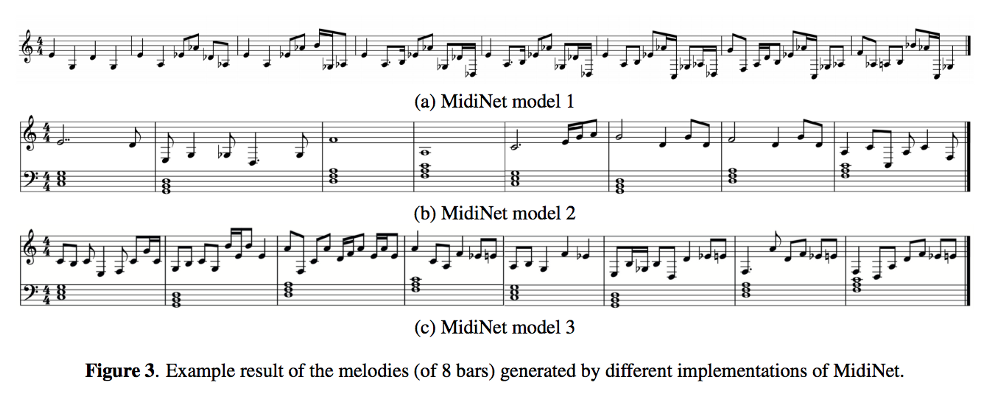 (a) MidiNet model 1
(b) MidiNet model 2
(c) MidiNet model 3
Figure 3. Example result of the melodies (of 8 bars) generated by different implementations of MidiNet.